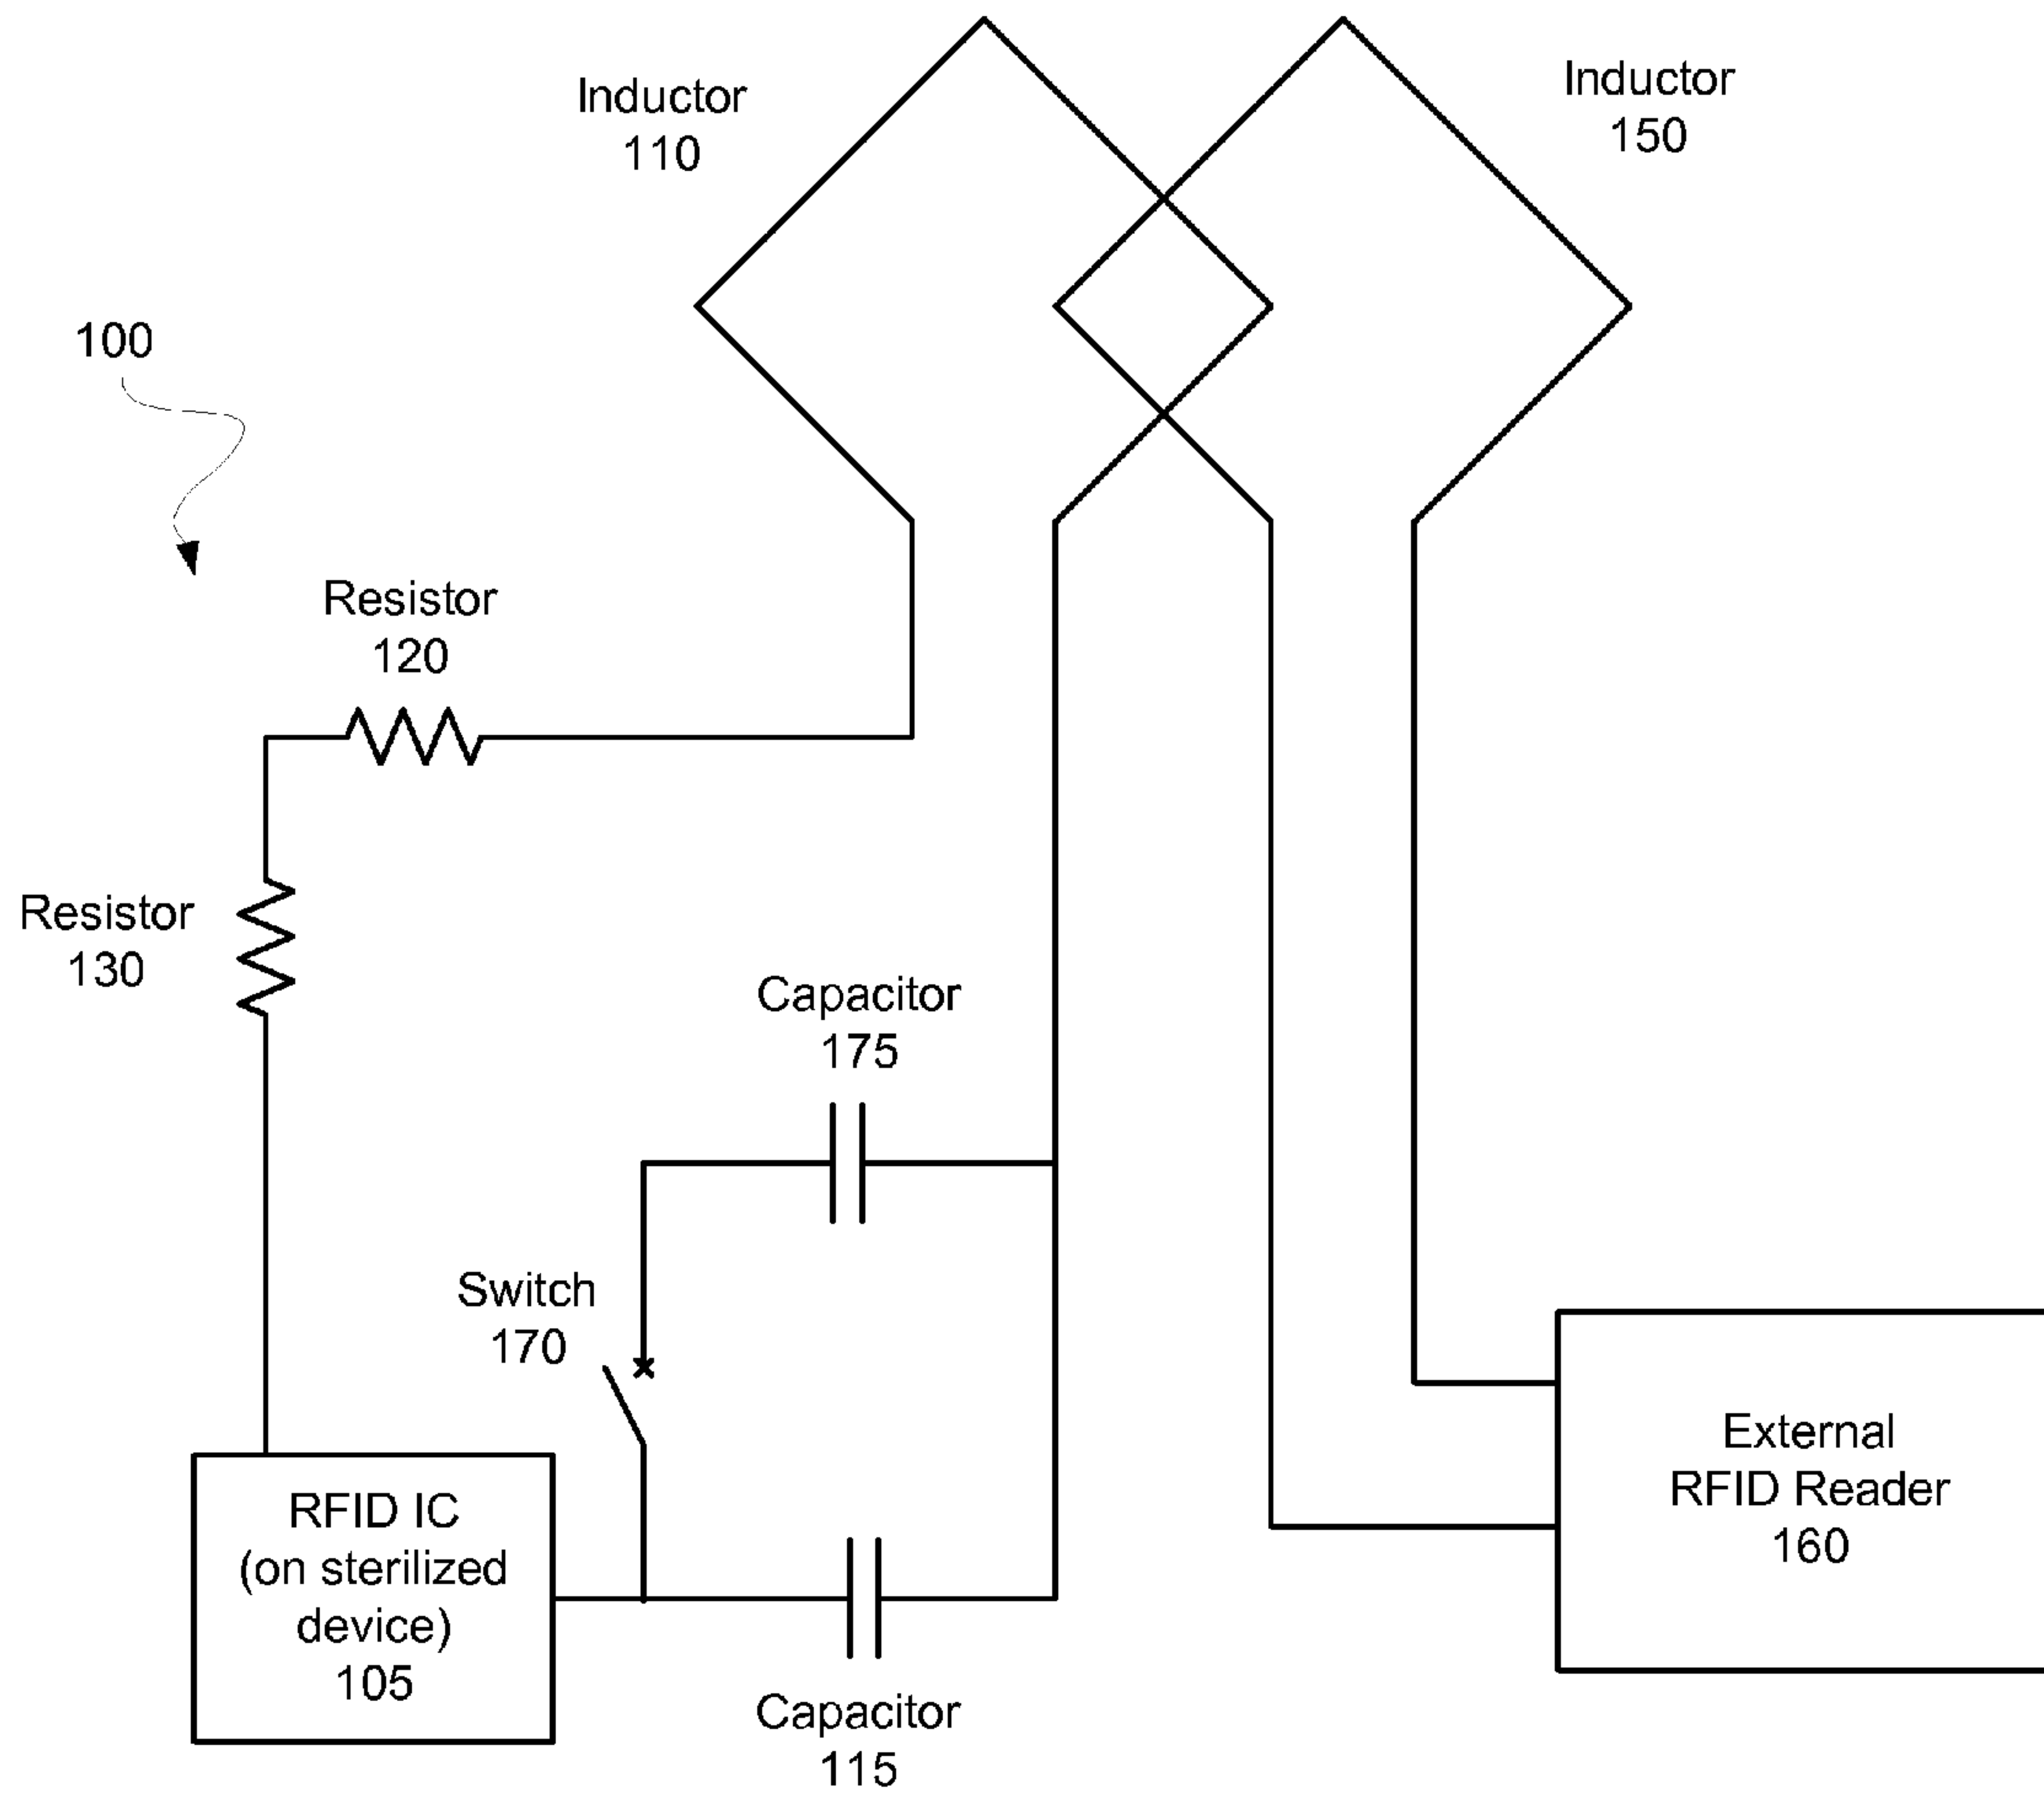 Inductor
110
Inductor
150
100
Resistor
120
Resistor
130
Capacitor
175
Switch
170
External
RFID Reader
160
RFID IC
(on sterilized
device)
105
Capacitor
115